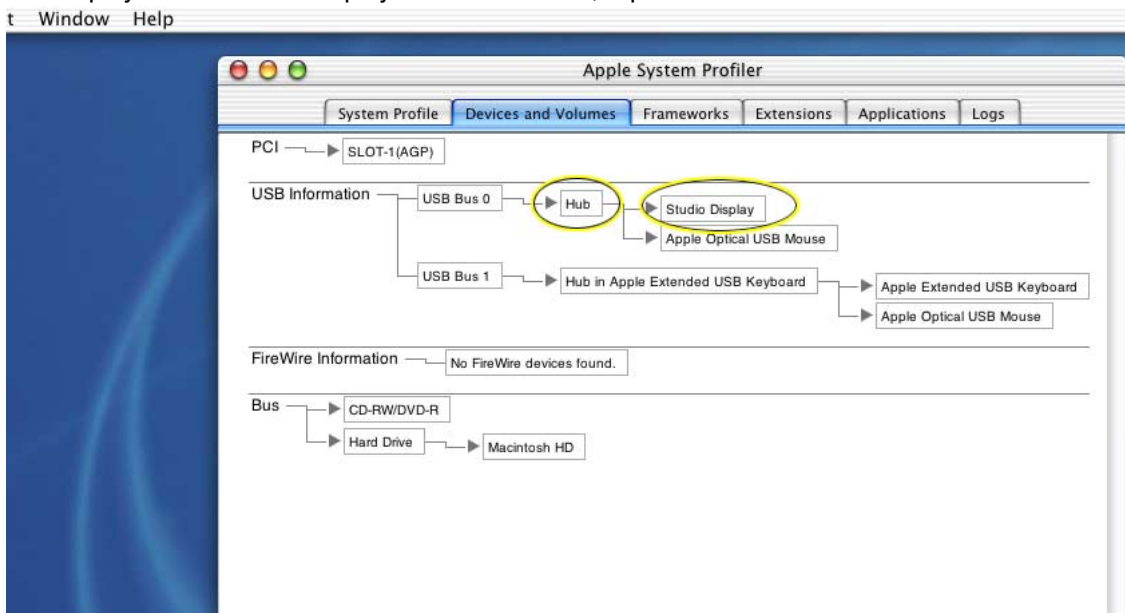 t Window Help
Apple System Profiler
System Profile Devices and Volumes Frameworks Extensions Applications Logs
PCI SLOT-1(AGP)
USB Information USB Bus 0 Hub Studio Display
Apple Optical USB Mouse
USB Bus 1 Hub in Apple Extended USB Keyboard Apple Extended USB Keyboard
Apple Optical USB Mouse
FireWire Information No FireWire devices found.
Bus CD-RW/DVD-R
Hard Drive Macintosh HD